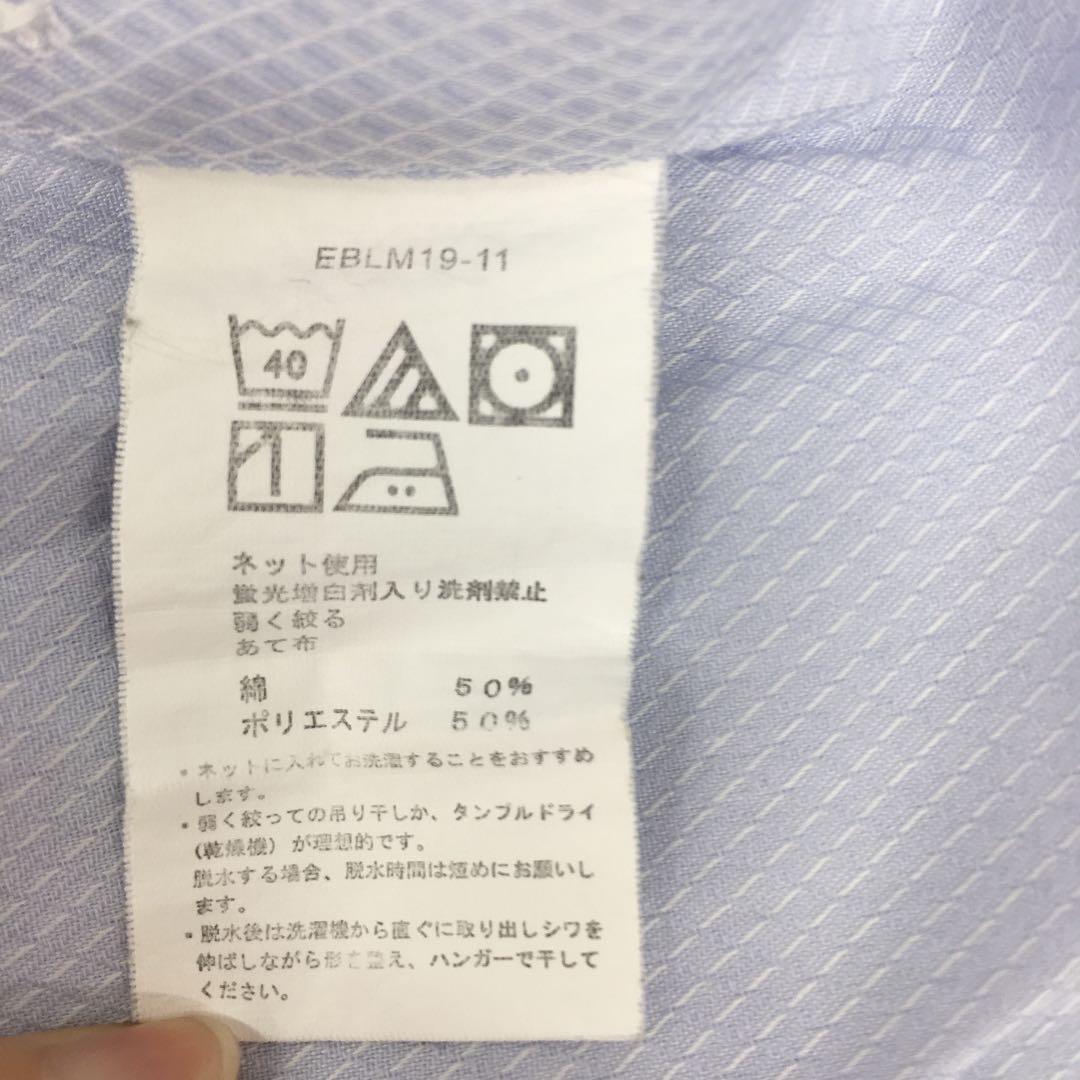 EBLM19-11
40
ネット使用
蛍光増白剤入り洗剤禁止
弱く絞る
あて布
綿 50%
ポリエステル 50%
・ネットに入れてお洗濯することをおすすめ
します。
・弱く絞っての吊り干しか、タンブルドライ
(乾燥機)が理想的です。
脱水する場合、脱水時間は短めにお願いし
ます。
・脱水後は洗濯機から直ぐに取り出しシワを
伸ばしながら形を整え、ハンガーで干して
ください。